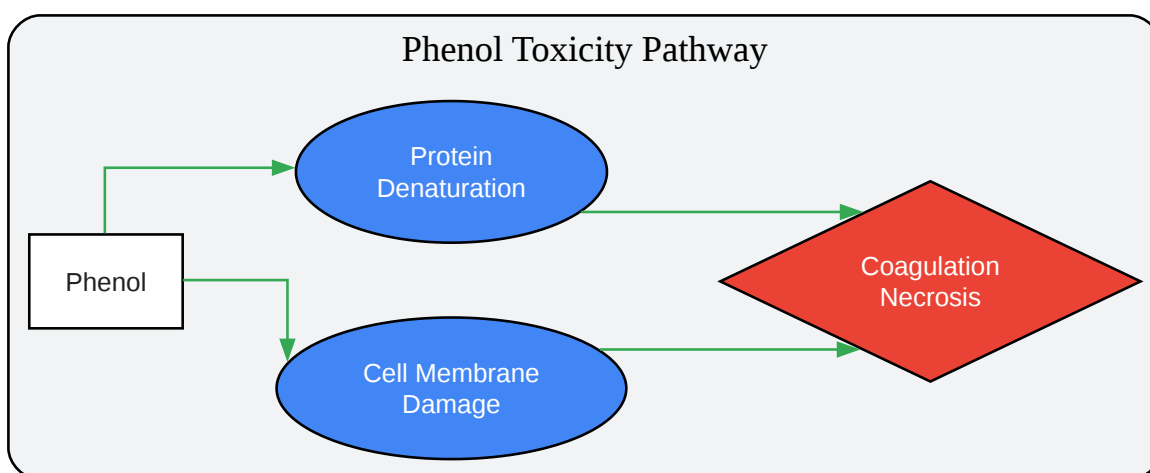 Phenol Toxicity Pathway
Protein
Denaturation
Phenol
Coagulation
Necrosis
Cell Membrane
Damage